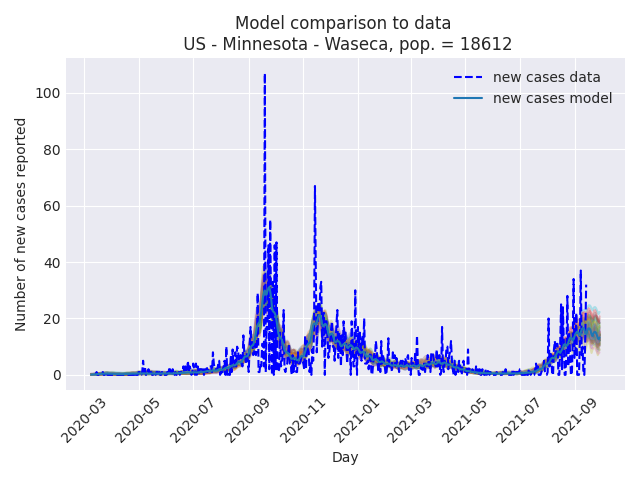 Model comparison to data
US - Minnesota - Waseca, pop. = 18612
new cases data
new cases model
Number of new cases reported
100
80
60
40
20
0
2020-03
2020-05
2020-07
2020-09
2020-11
2021-01
2021-03
2021-05
2021-07
2021-09
Day